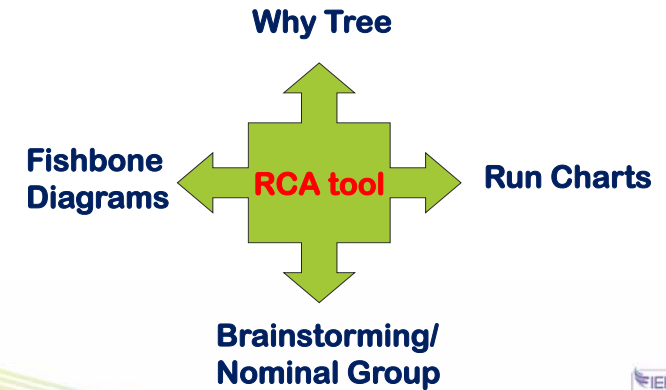 Why Tree
Fishbone
Diagrams
RCA tool
Run Charts
Brainstorming/
Nominal Group